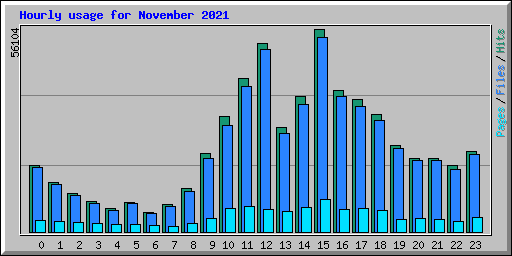 Hourly usage for November 2021
56104
Pages / Files / Hits
0 1 2 3 4 5 6 7 8 9 10 11 12 13 14 15 16 17 18 19 20 21 22 23